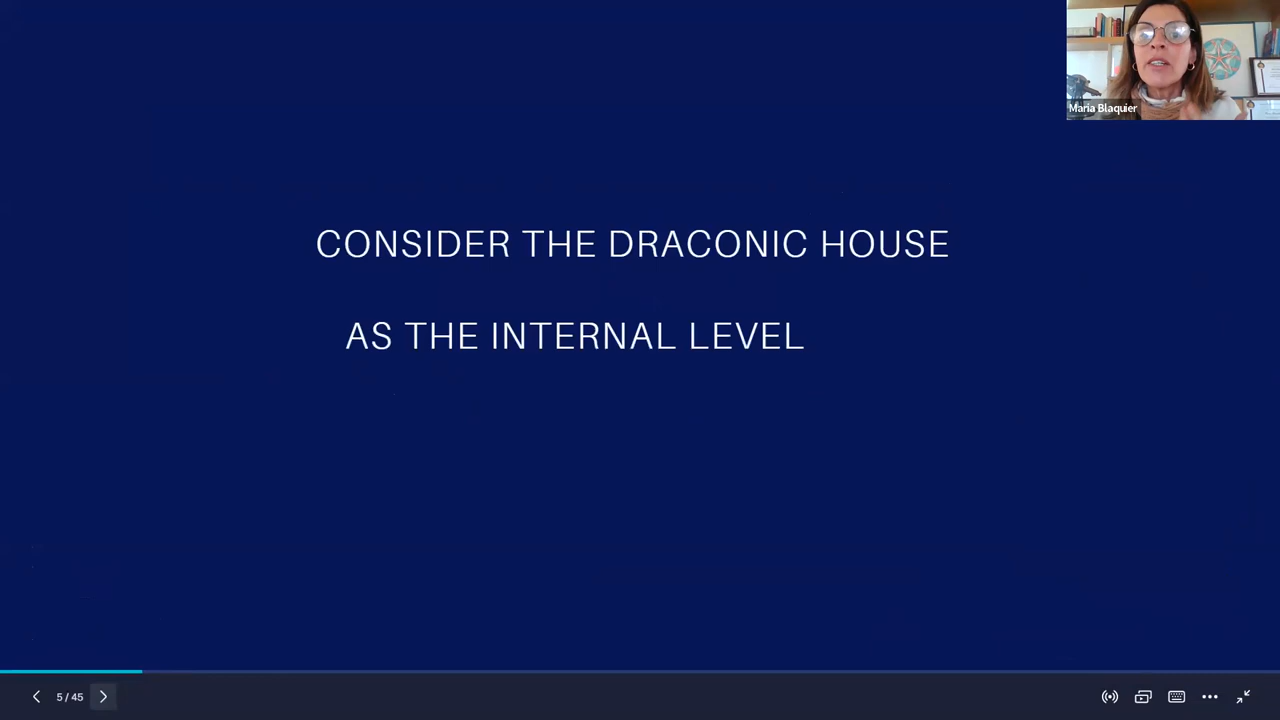 Maria Blaquier
CONSIDER THE DRACONIC HOUSE
AS THE INTERNAL LEVEL
5 / 45